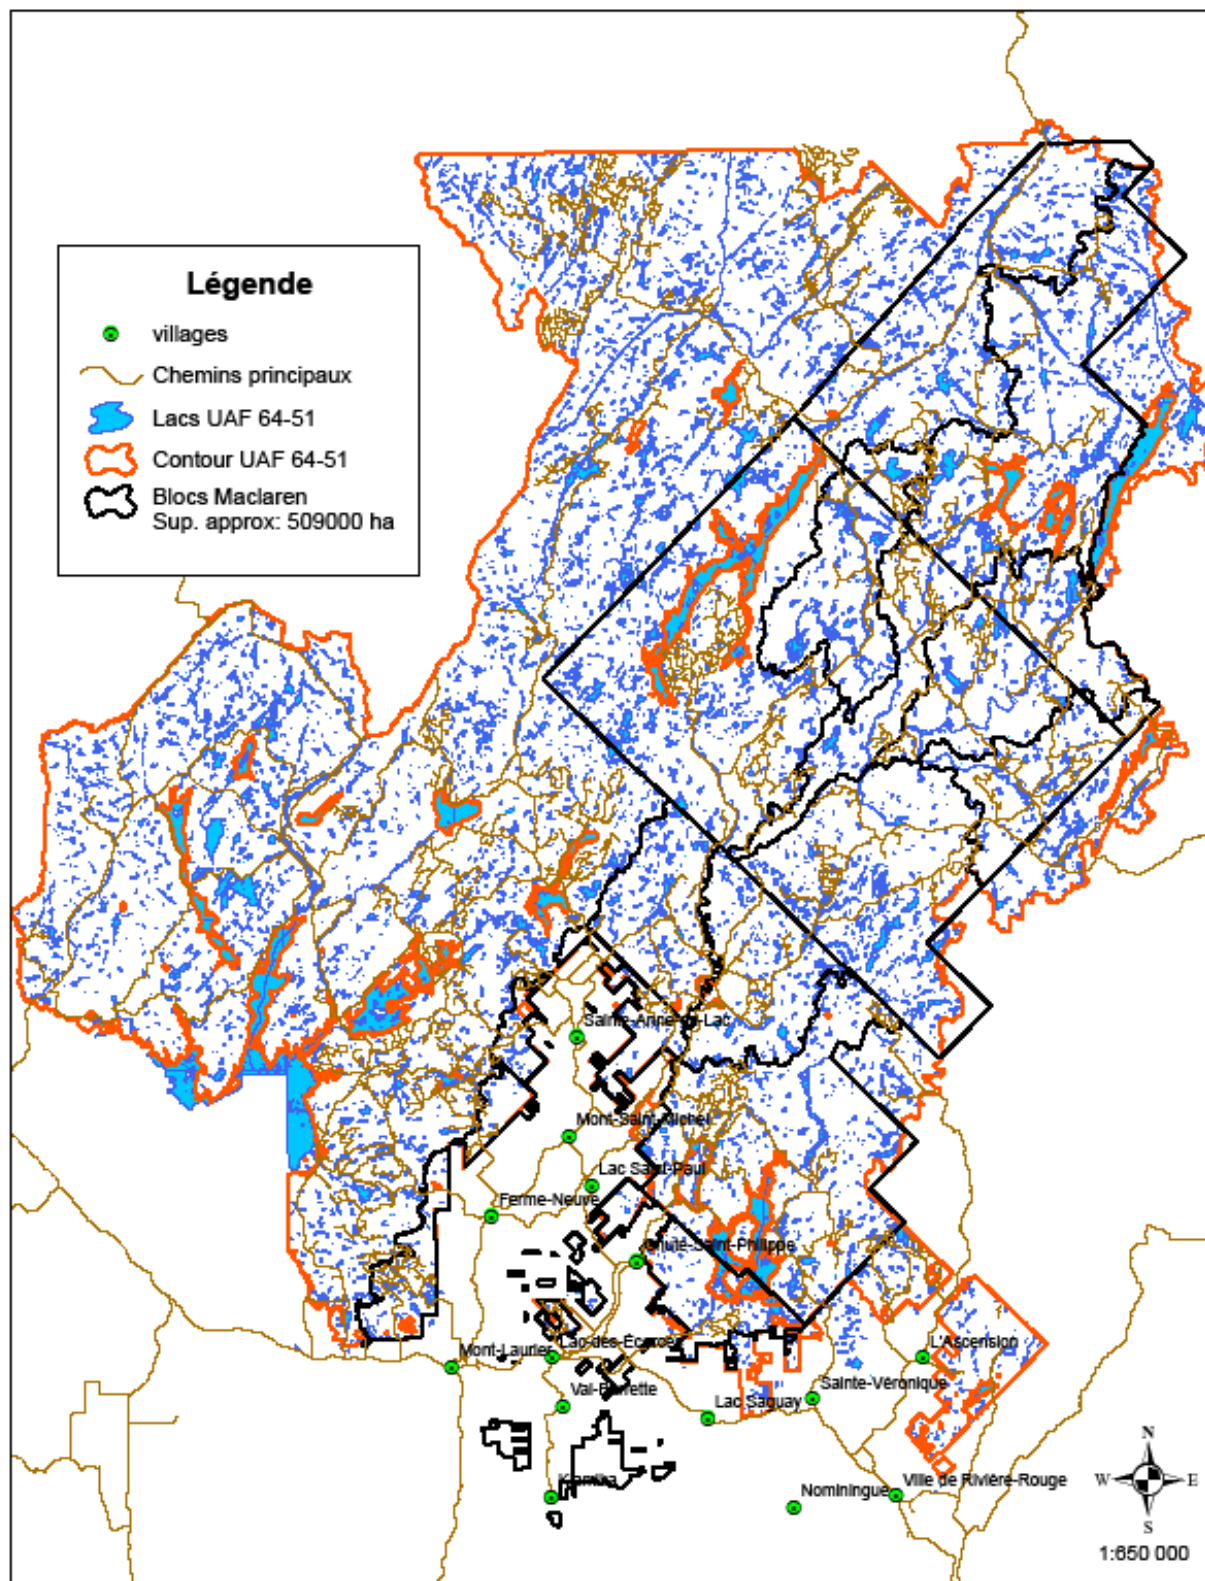 Légende
villages
Chemins principaux
Lacs UAF 64-51
Contour UAF 64-51
Blocs Maclaren
Sup. approx: 509000 ha
Sainte-Anne-du-Lac
Mont-Saint-Michel
Lac Saint-Paul
Ferme-Neuve
Chute-Saint-Philippe
Lac-des-Écorces
Mont-Laurier
L'Ascension
Sainte-Véronique
Val-Barrette
Lac Saguay
Kiamika
Nominingue
Ville de Rivière-Rouge
N
W
E
S
1:650 000